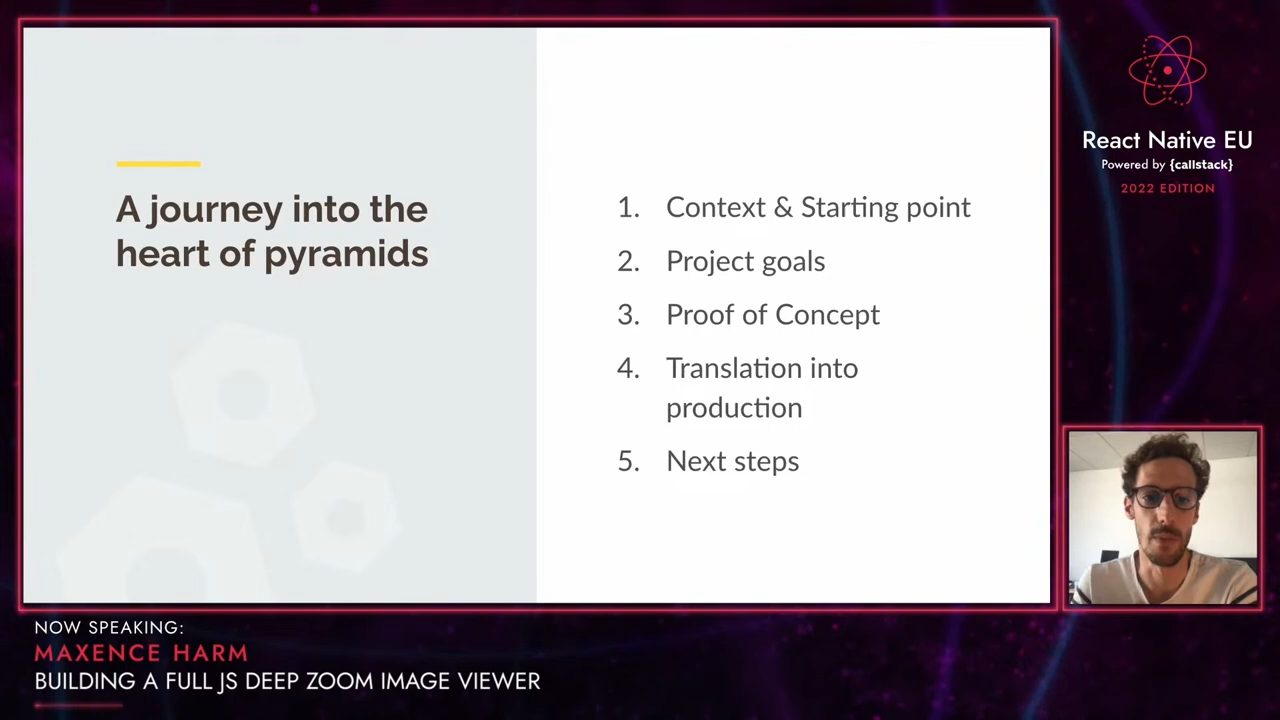 A journey into the
heart of pyramids
1. Context & Starting point
2. Project goals
3. Proof of Concept
4. Translation into
production
5. Next steps
React Native EU
Powered by {callstack}
2022 EDITION
NOW SPEAKING:
MAXENCE HARM
BUILDING A FULL JS DEEP ZOOM IMAGE VIEWER